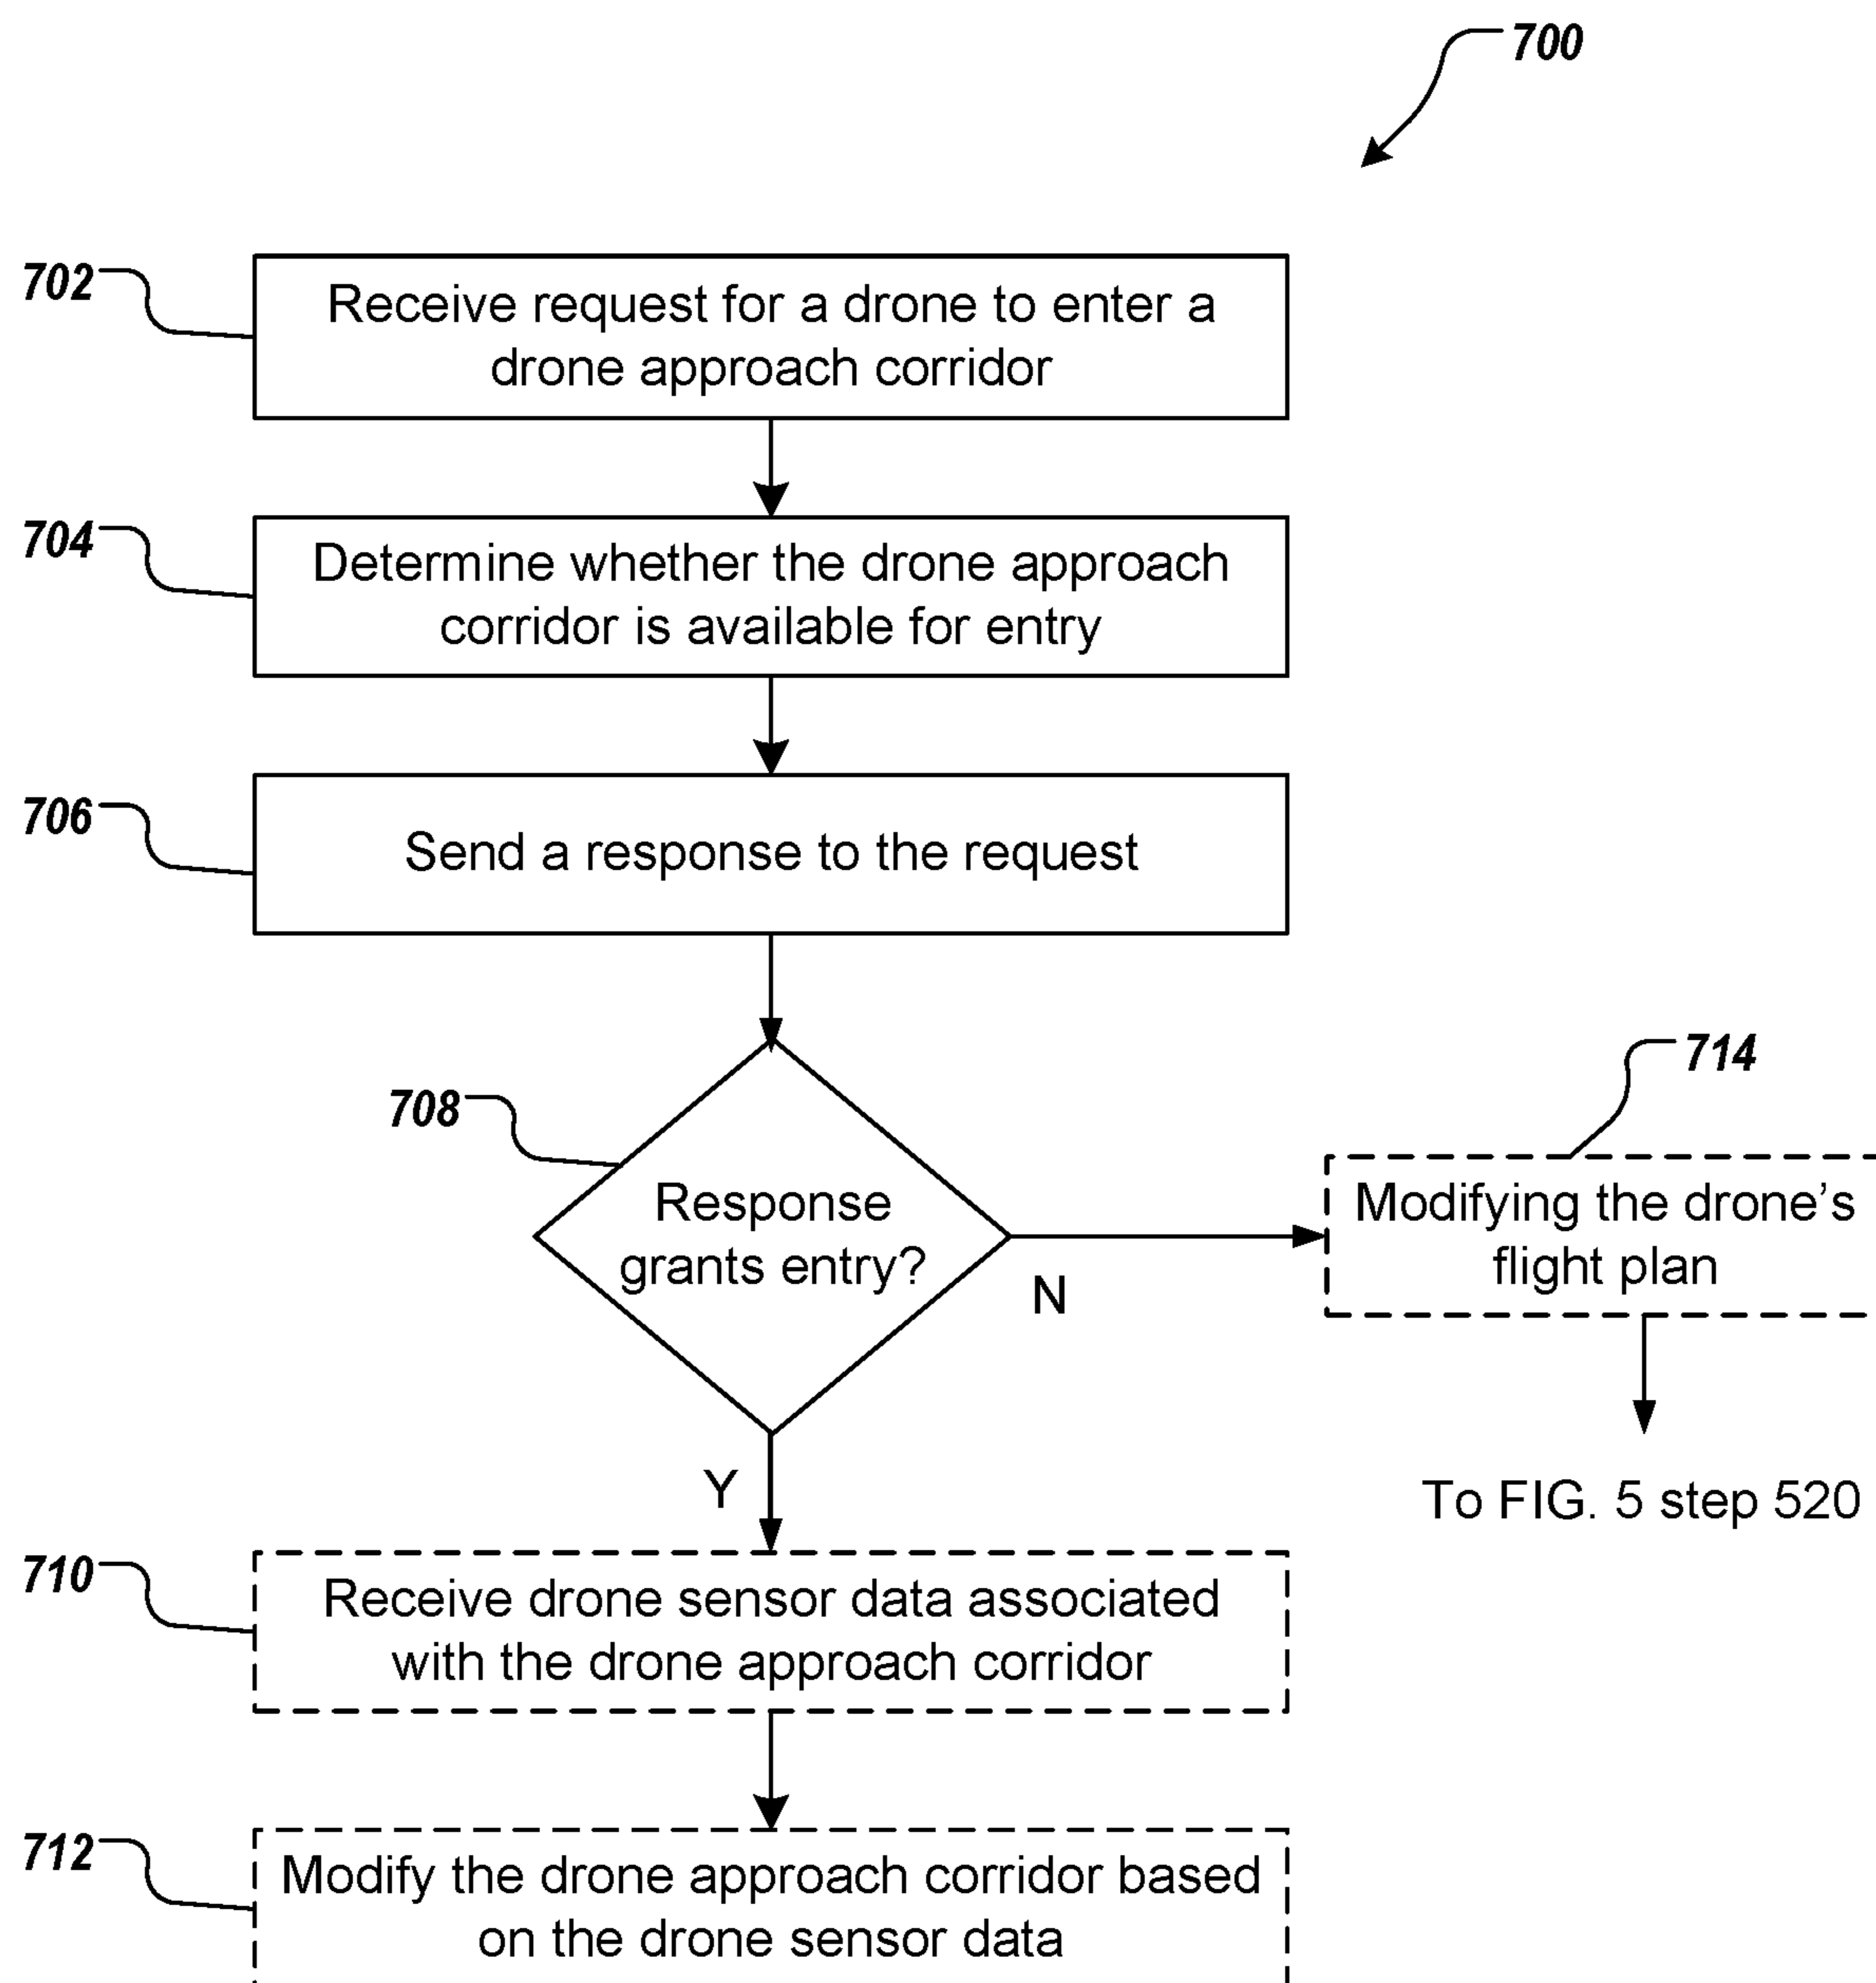 700
702
Receive request for a drone to enter a
drone approach corridor
704
Determine whether the drone approach
corridor is available for entry
706
Send a response to the request
708
Response
grants entry?
N
714
Modifying the drone’s
flight plan
To FIG. 5 step 520
Y
710
Receive drone sensor data associated
with the drone approach corridor
712
Modify the drone approach corridor based
on the drone sensor data